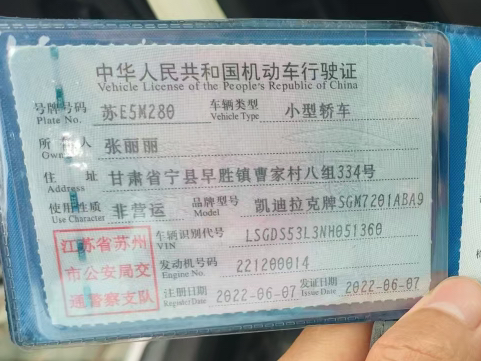 中华人民共和国机动车行驶证
Vehicle License of the People's Republic of China
号牌号码 苏E5M280 车辆类型 小型轿车
Plate No. Vehicle Type
所 人 张丽丽
Owner
住 址 甘肃省宁县早胜镇曹家村八组334号
Address
使用性质 非营运 品牌型号 凯迪拉克牌SGM7201ABA9
Use Character Model
江苏省苏州
市公安局交
通警察支队
车辆识别代号 LSGDS53L3NH051360
VIN
发动机号码 221200014
Engine No.
注册日期 2022-06-07 发证日期 2022-06-07
Register Date Issue Date